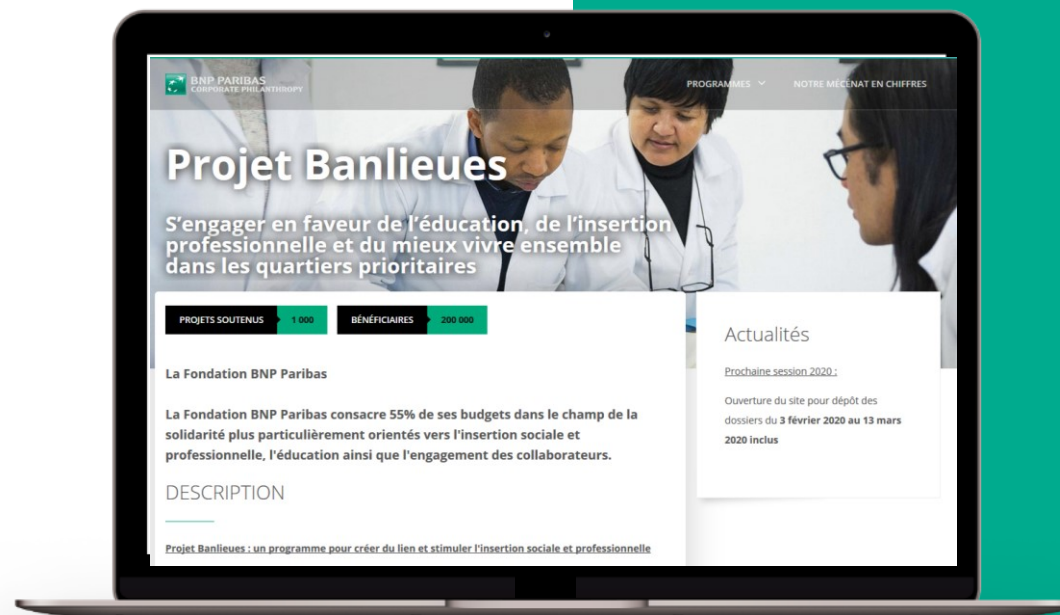 BNP PARIBAS
CORPORATE PHILANTHROPY
PROGRAMMES
NOTRE MÉCÉNAT EN CHIFFRES
Projet Banlieues
S'engager en faveur de l'éducation, de l'insertion
professionnelle et du mieux vivre ensemble
dans les quartiers prioritaires
PROJETS SOUTENUS 1 000 BÉNÉFICIAIRES 200 000
La Fondation BNP Paribas
La Fondation BNP Paribas consacre 55% de ses budgets dans le champ de la
solidarité plus particulièrement orientés vers l'insertion sociale et
professionnelle, l'éducation ainsi que l'engagement des collaborateurs.
DESCRIPTION
Projet Banlieues : un programme pour créer du lien et stimuler l'insertion sociale et professionnelle
Actualités
Prochaine session 2020 :
Ouverture du site pour dépôt des
dossiers du 3 février 2020 au 13 mars
2020 inclus